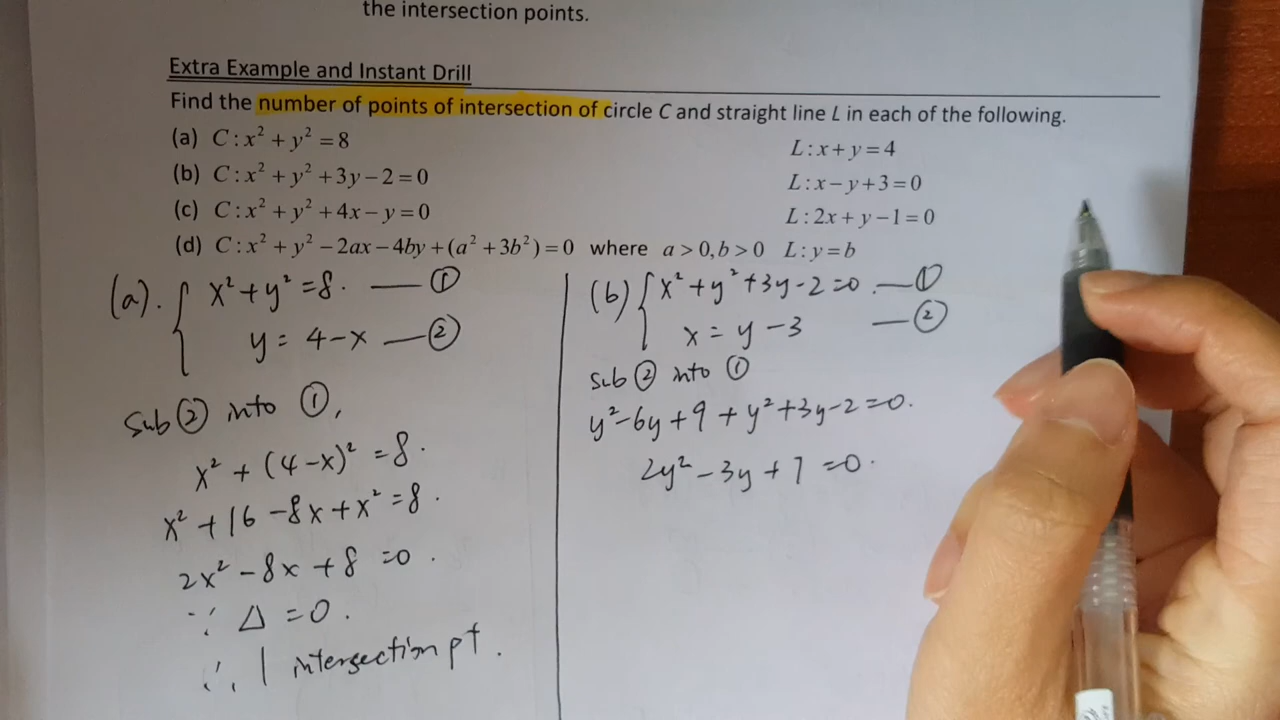 the intersection points.
Extra Example and Instant Drill
Find the number of points of intersection of circle C and straight line L in each of the following.
(a) C : x² + y² = 8 L : x + y = 4
(b) C : x² + y² + 3y − 2 = 0 L : x − y + 3 = 0
(c) C : x² + y² + 4x − y = 0 L : 2x + y − 1 = 0
(d) C : x² + y² − 2ax − 4by + (a² + 3b²) = 0 where a > 0, b > 0 L : y = b
(a). { x² + y² = 8. — ①
y = 4 − x — ②
Sub ② into ①,
x² + (4 − x)² = 8.
x² + 16 − 8x + x² = 8.
2x² − 8x + 8 = 0.
∵ Δ = 0.
∴ 1 intersection pt.
(b) { x² + y² + 3y − 2 = 0. — ①
x = y − 3 — ②
Sub ② into ①
y² − 6y + 9 + y² + 3y − 2 = 0.
2y² − 3y + 7 = 0.